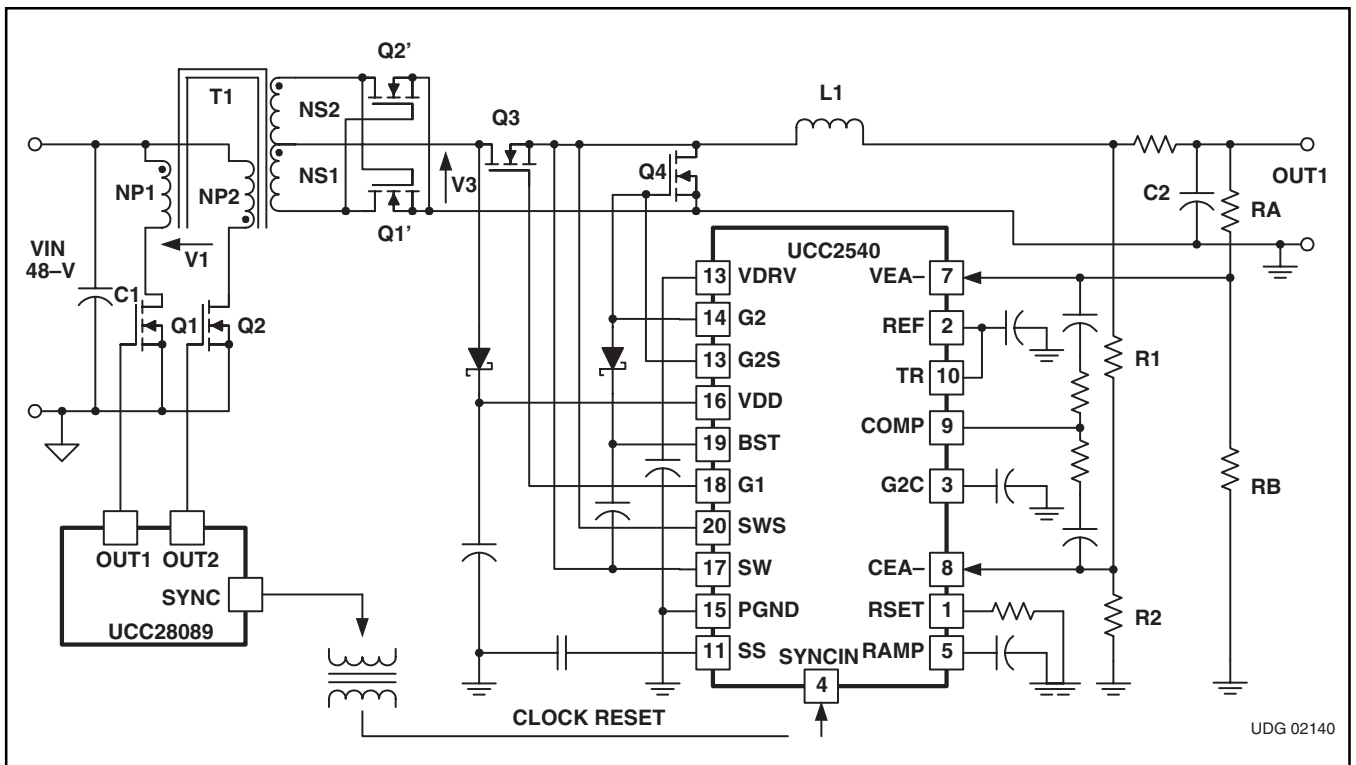 Q2'
T1
NS2
Q3
L1
NP1
NP2
NS1
V3
Q4
OUT1
C2
RA
Q1'
VIN
48–V
V1
C1
Q1
Q2
UCC2540
13 VDRV
VEA– 7
14 G2
REF 2
13 G2S
TR 10
R1
16 VDD
COMP 9
19 BST
18 G1
G2C 3
RB
20 SWS
OUT1 OUT2
17 SW
CEA– 8
SYNC
15 PGND
RSET 1
R2
UCC28089
11 SS
SYNCIN
RAMP 5
4
CLOCK RESET
UDG 02140